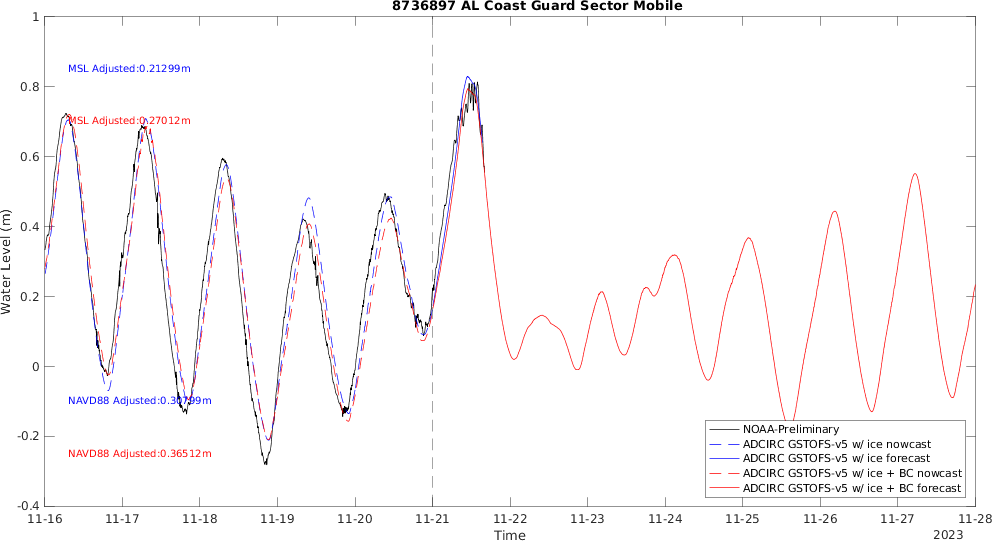 8736897 AL Coast Guard Sector Mobile
1
0.8
0.6
0.4
0.2
0
-0.2
-0.4
Water Level (m)
MSL Adjusted:0.21299m
MSL Adjusted:0.27012m
NAVD88 Adjusted:0.30799m
NAVD88 Adjusted:0.36512m
NOAA-Preliminary
ADCIRC GSTOFS-v5 w/ ice nowcast
ADCIRC GSTOFS-v5 w/ ice forecast
ADCIRC GSTOFS-v5 w/ ice + BC nowcast
ADCIRC GSTOFS-v5 w/ ice + BC forecast
11-16 11-17 11-18 11-19 11-20 11-21 11-22 11-23 11-24 11-25 11-26 11-27 11-28
Time
2023